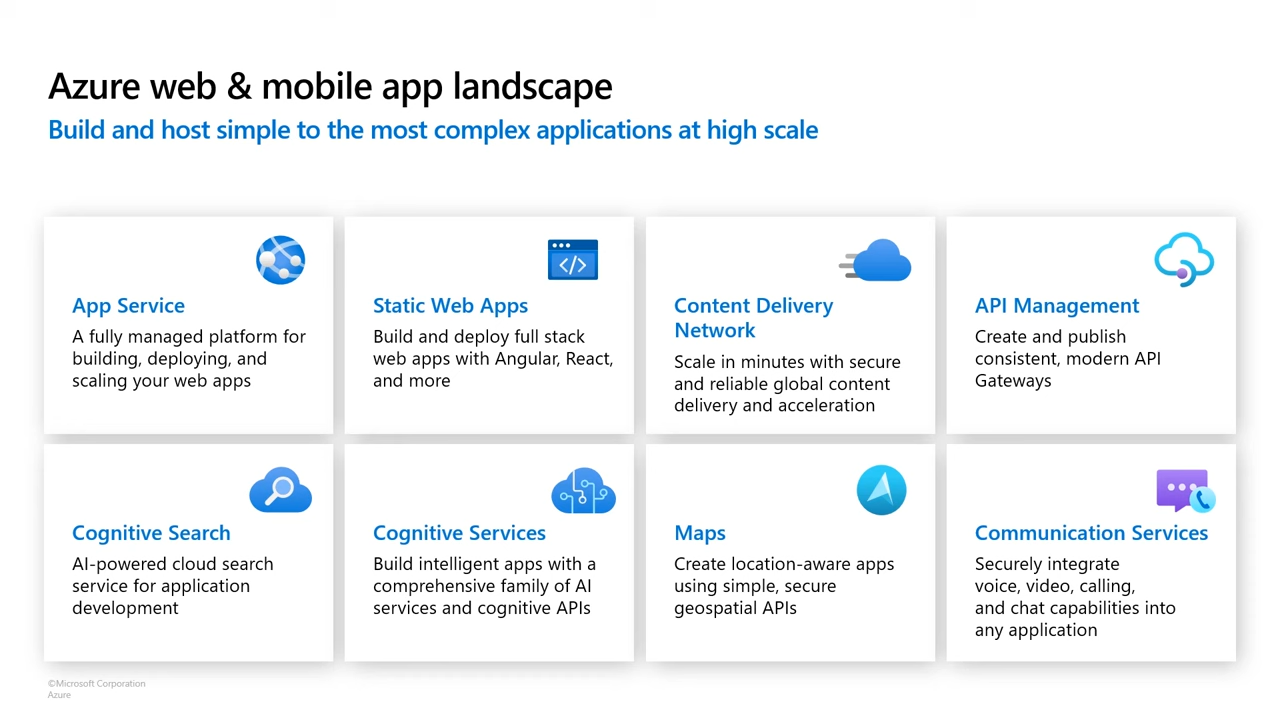 Azure web & mobile app landscape
Build and host simple to the most complex applications at high scale
</>
App Service
A fully managed platform for
building, deploying, and
scaling your web apps
Static Web Apps
Build and deploy full stack
web apps with Angular, React,
and more
Content Delivery
Network
Scale in minutes with secure
and reliable global content
delivery and acceleration
API Management
Create and publish
consistent, modern API
Gateways
Cognitive Search
AI-powered cloud search
service for application
development
Cognitive Services
Build intelligent apps with a
comprehensive family of AI
services and cognitive APIs
Maps
Create location-aware apps
using simple, secure
geospatial APIs
Communication Services
Securely integrate
voice, video, calling,
and chat capabilities into
any application
©Microsoft Corporation
Azure